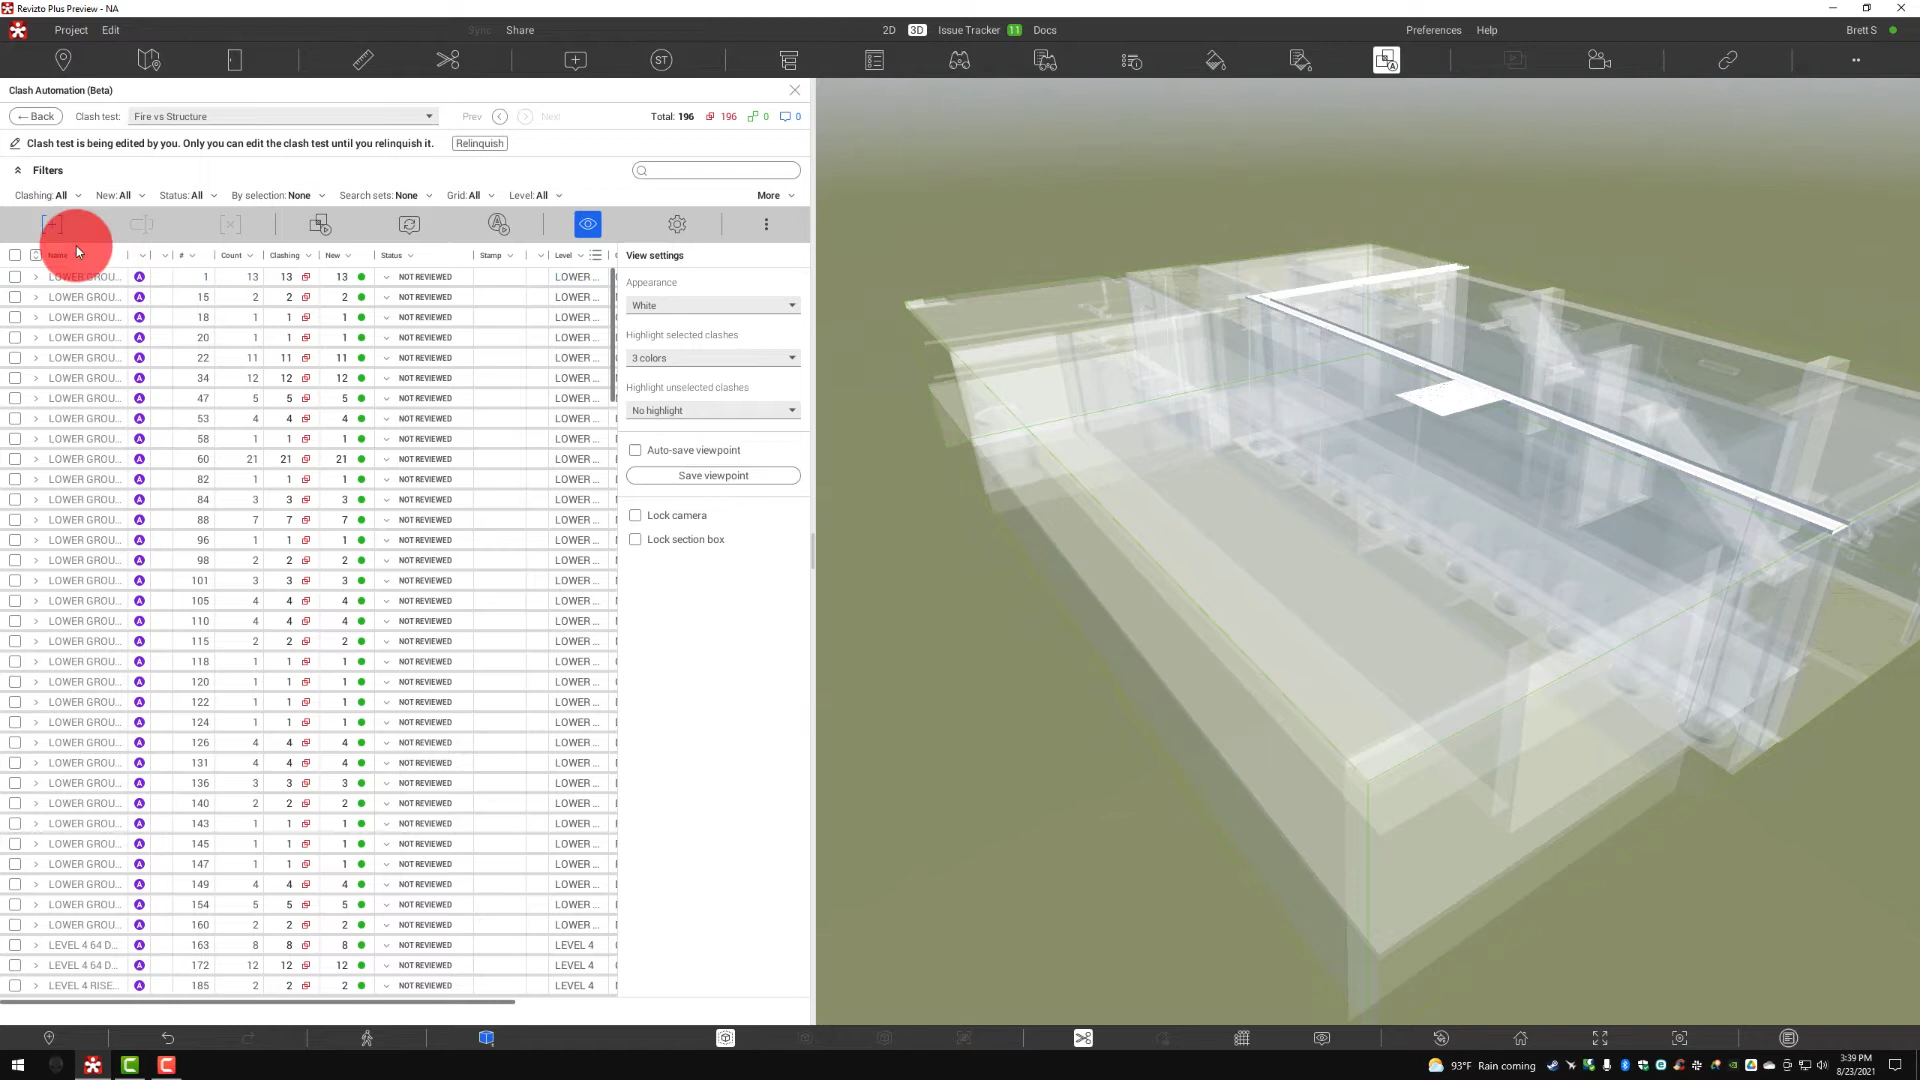 Revizto Plus Preview - NA
Project Edit Sync Share 2D 3D Issue Tracker 11 Docs Preferences Help Brett S
ST
Clash Automation (Beta)
← Back Clash test: Fire vs Structure Prev Next Total: 196 196 0 0
Clash test is being edited by you. Only you can edit the clash test until you relinquish it. Relinquish
Filters
Clashing: All New: All Status: All By selection: None Search sets: None Grid: All Level: All More
Name # Count Clashing New Status Stamp Level
LOWER GROU... A 1 13 13 13 NOT REVIEWED LOWER ...
LOWER GROU... A 15 2 2 2 NOT REVIEWED LOWER ...
LOWER GROU... A 18 1 1 1 NOT REVIEWED LOWER ...
LOWER GROU... A 20 1 1 1 NOT REVIEWED LOWER ...
LOWER GROU... A 22 11 11 11 NOT REVIEWED LOWER ...
LOWER GROU... A 34 12 12 12 NOT REVIEWED LOWER ...
LOWER GROU... A 47 5 5 5 NOT REVIEWED LOWER ...
LOWER GROU... A 53 4 4 4 NOT REVIEWED LOWER ...
LOWER GROU... A 58 1 1 1 NOT REVIEWED LOWER ...
LOWER GROU... A 60 21 21 21 NOT REVIEWED LOWER ...
LOWER GROU... A 82 1 1 1 NOT REVIEWED LOWER ...
LOWER GROU... A 84 3 3 3 NOT REVIEWED LOWER ...
LOWER GROU... A 88 7 7 7 NOT REVIEWED LOWER ...
LOWER GROU... A 96 1 1 1 NOT REVIEWED LOWER ...
LOWER GROU... A 98 2 2 2 NOT REVIEWED LOWER ...
LOWER GROU... A 101 3 3 3 NOT REVIEWED LOWER ...
LOWER GROU... A 105 4 4 4 NOT REVIEWED LOWER ...
LOWER GROU... A 110 4 4 4 NOT REVIEWED LOWER ...
LOWER GROU... A 115 2 2 2 NOT REVIEWED LOWER ...
LOWER GROU... A 118 1 1 1 NOT REVIEWED LOWER ...
LOWER GROU... A 120 1 1 1 NOT REVIEWED LOWER ...
LOWER GROU... A 122 1 1 1 NOT REVIEWED LOWER ...
LOWER GROU... A 124 1 1 1 NOT REVIEWED LOWER ...
LOWER GROU... A 126 4 4 4 NOT REVIEWED LOWER ...
LOWER GROU... A 131 4 4 4 NOT REVIEWED LOWER ...
LOWER GROU... A 136 3 3 3 NOT REVIEWED LOWER ...
LOWER GROU... A 140 2 2 2 NOT REVIEWED LOWER ...
LOWER GROU... A 143 1 1 1 NOT REVIEWED LOWER ...
LOWER GROU... A 145 1 1 1 NOT REVIEWED LOWER ...
LOWER GROU... A 147 1 1 1 NOT REVIEWED LOWER ...
LOWER GROU... A 149 4 4 4 NOT REVIEWED LOWER ...
LOWER GROU... A 154 5 5 5 NOT REVIEWED LOWER ...
LOWER GROU... A 160 2 2 2 NOT REVIEWED LOWER ...
LEVEL 4 64 D... A 163 8 8 8 NOT REVIEWED LEVEL 4
LEVEL 4 64 D... A 172 12 12 12 NOT REVIEWED LEVEL 4
LEVEL 4 RISE... A 185 2 2 2 NOT REVIEWED LEVEL 4
View settings
Appearance
White
Highlight selected clashes
3 colors
Highlight unselected clashes
No highlight
Auto-save viewpoint
Save viewpoint
Lock camera
Lock section box
93°F Rain coming
3:39 PM
8/23/2021